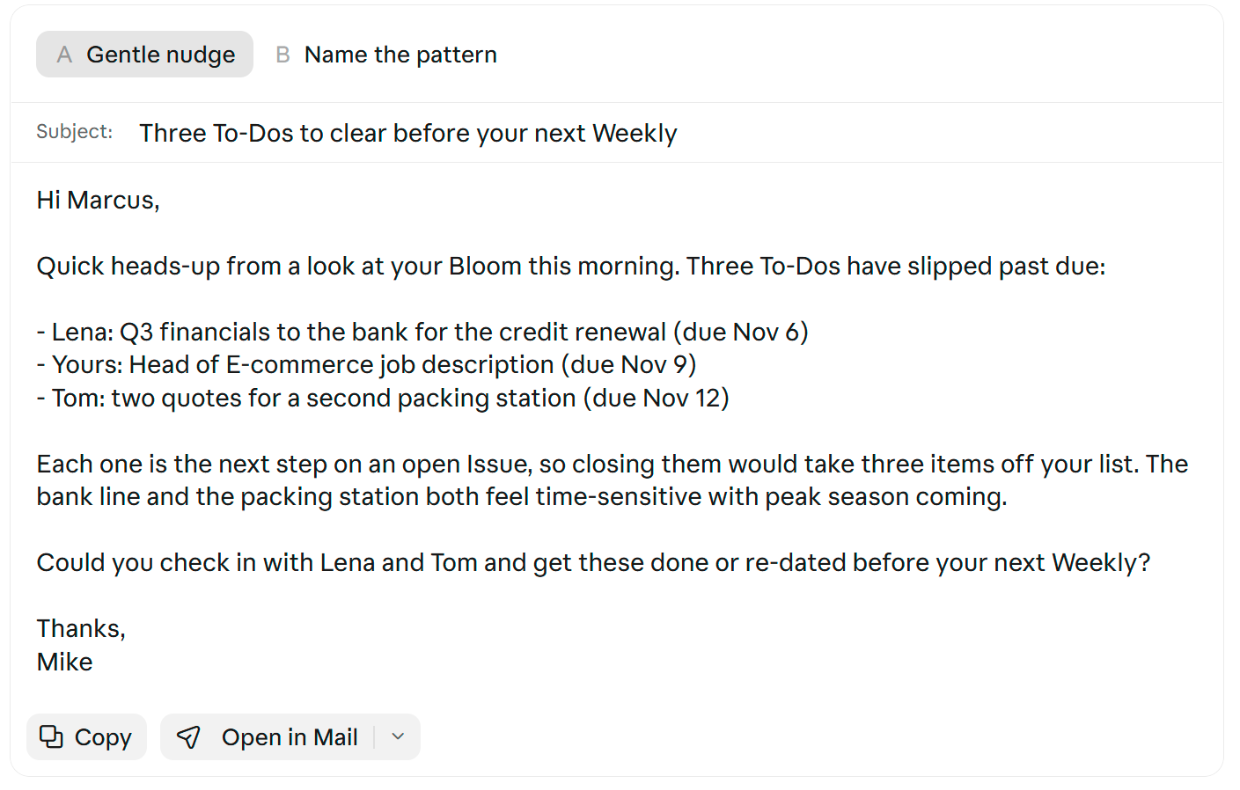 A Gentle nudge B Name the pattern
Subject: Three To-Dos to clear before your next Weekly
Hi Marcus,
Quick heads-up from a look at your Bloom this morning. Three To-Dos have slipped past due:
- Lena: Q3 financials to the bank for the credit renewal (due Nov 6)
- Yours: Head of E-commerce job description (due Nov 9)
- Tom: two quotes for a second packing station (due Nov 12)
Each one is the next step on an open Issue, so closing them would take three items off your list. The
bank line and the packing station both feel time-sensitive with peak season coming.
Could you check in with Lena and Tom and get these done or re-dated before your next Weekly?
Thanks,
Mike
Copy Open in Mail